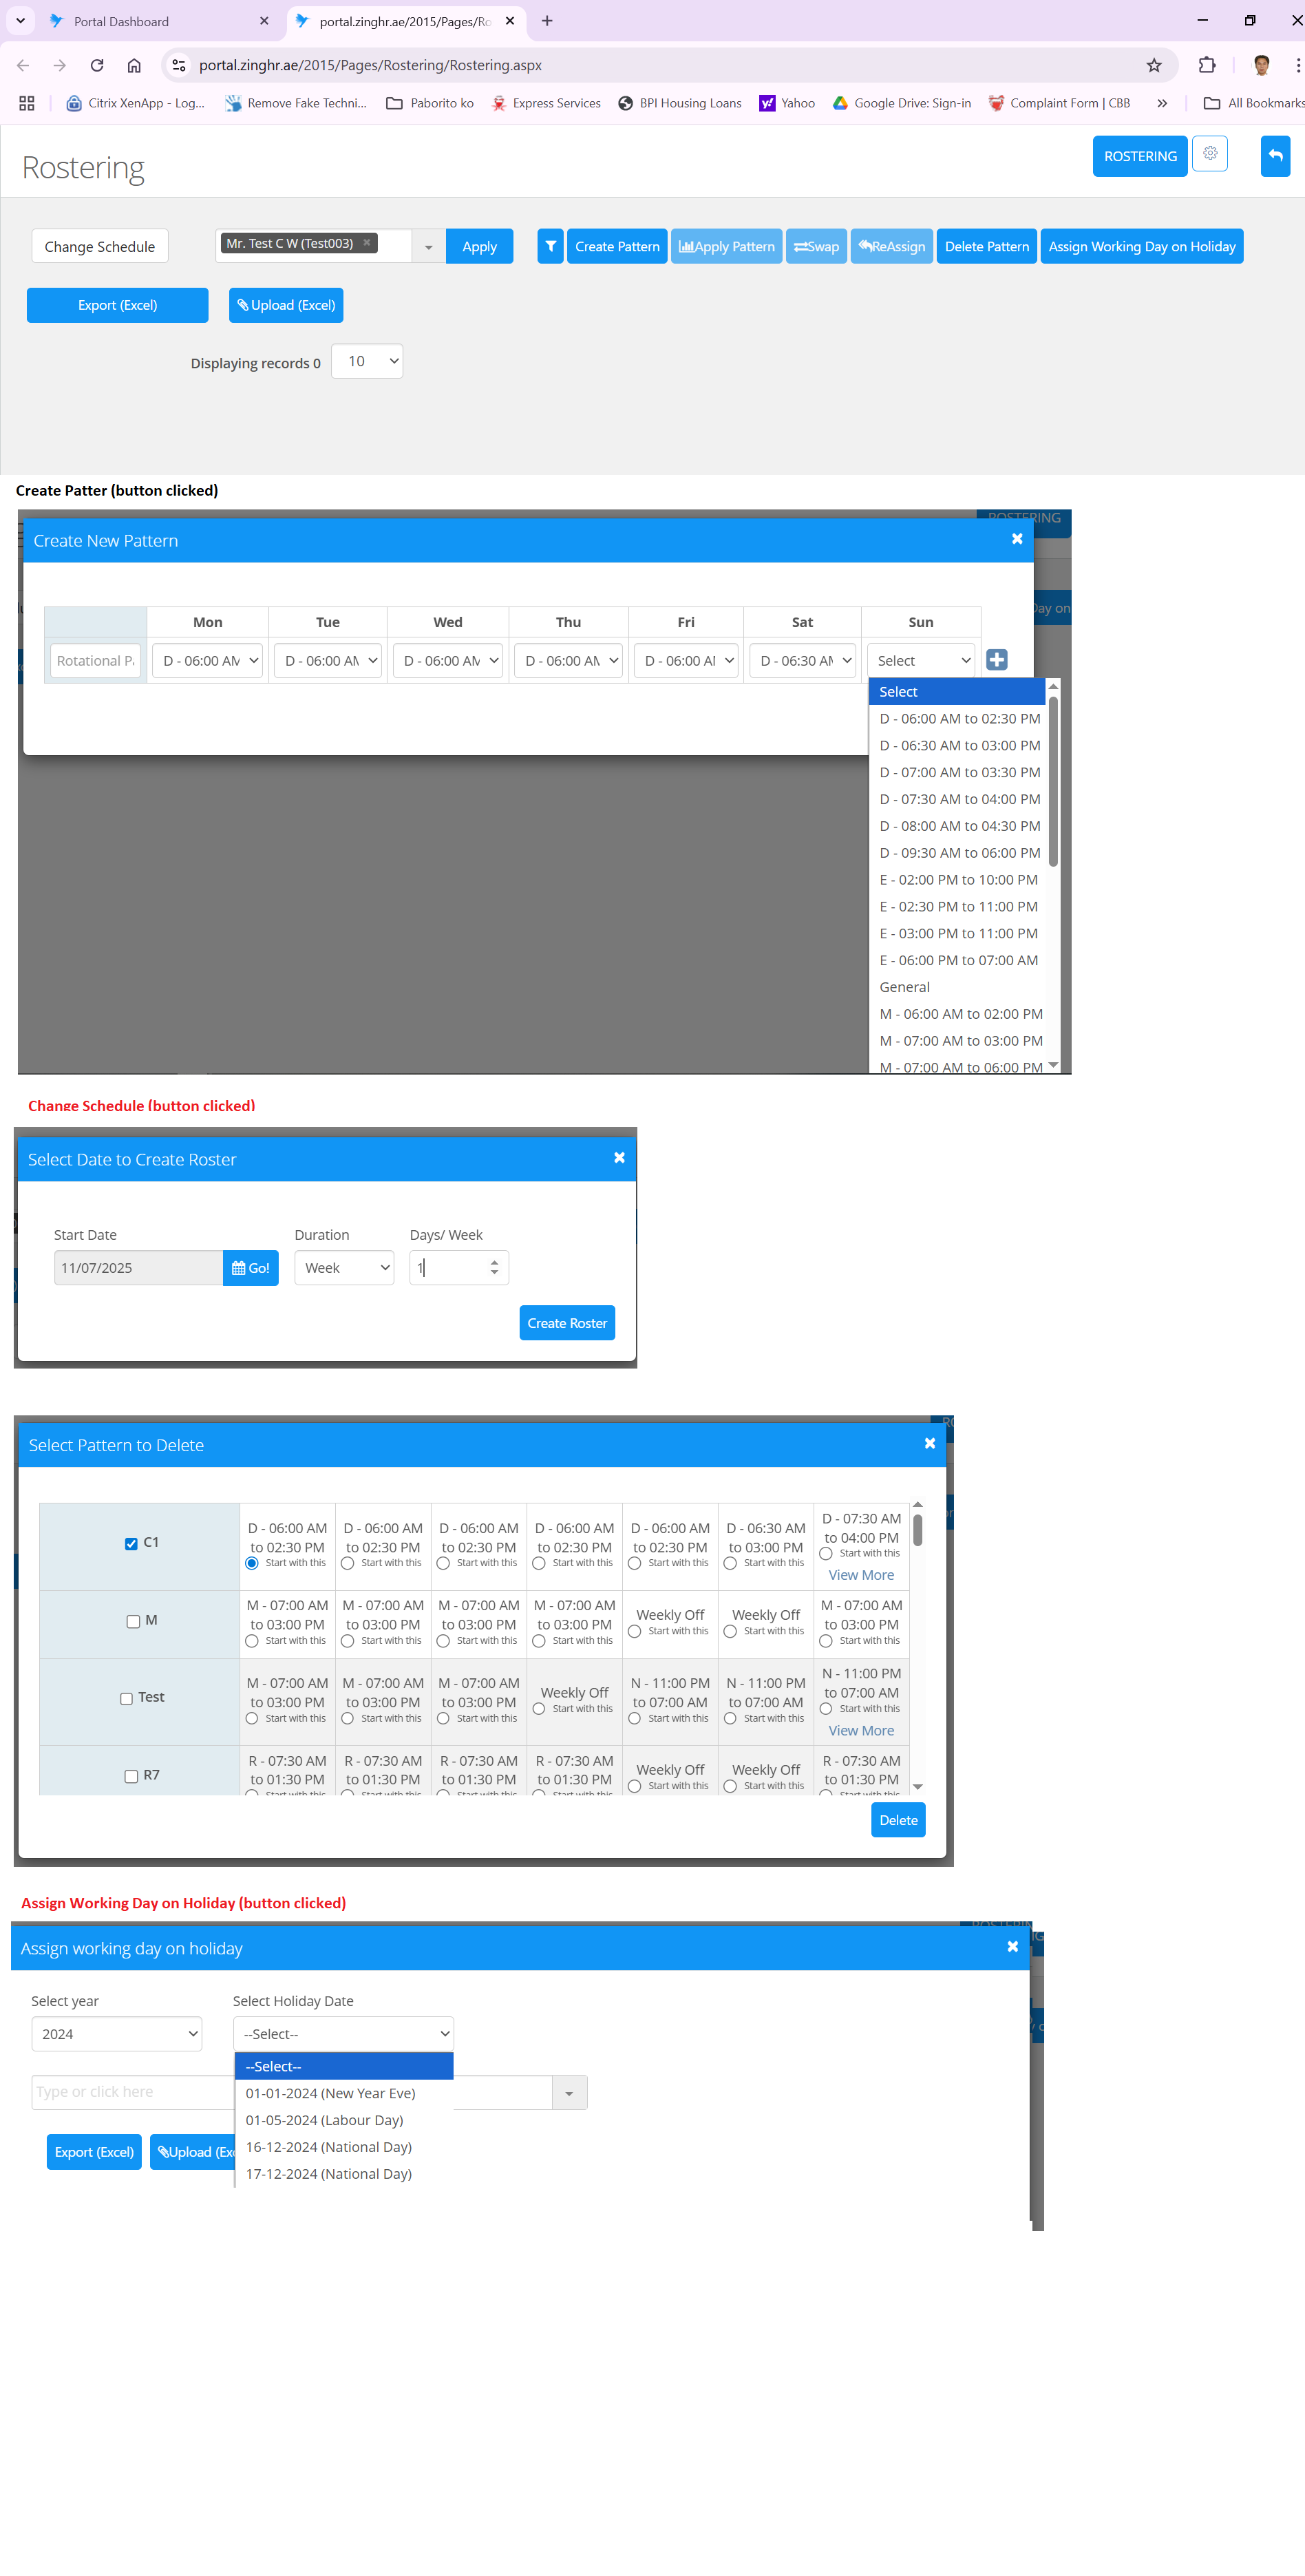 Portal Dashboard
portal.zinghr.ae/2015/Pages/Ro
portal.zinghr.ae/2015/Pages/Rostering/Rostering.aspx
Citrix XenApp - Log...
Remove Fake Techni...
Paborito ko
Express Services
BPI Housing Loans
Yahoo
Google Drive: Sign-in
Complaint Form | CBB
»
All Bookmarks
Rostering
ROSTERING
Change Schedule
Mr. Test C W (Test003) ×
Apply
Create Pattern
Apply Pattern
Swap
ReAssign
Delete Pattern
Assign Working Day on Holiday
Export (Excel)
Upload (Excel)
Displaying records 0
10
Create Patter (button clicked)
ROSTERING
Create New Pattern
Day on
Mon Tue Wed Thu Fri Sat Sun
Rotational Pa
D - 06:00 AM
D - 06:00 AM
D - 06:00 AM
D - 06:00 AM
D - 06:00 AM
D - 06:30 AM
Select
Select
D - 06:00 AM to 02:30 PM
D - 06:30 AM to 03:00 PM
D - 07:00 AM to 03:30 PM
D - 07:30 AM to 04:00 PM
D - 08:00 AM to 04:30 PM
D - 09:30 AM to 06:00 PM
E - 02:00 PM to 10:00 PM
E - 02:30 PM to 11:00 PM
E - 03:00 PM to 11:00 PM
E - 06:00 PM to 07:00 AM
General
M - 06:00 AM to 02:00 PM
M - 07:00 AM to 03:00 PM
M - 07:00 AM to 06:00 PM
Change Schedule (button clicked)
Select Date to Create Roster
Start Date
Duration
Days/ Week
11/07/2025
Go!
Week
1
Create Roster
Select Pattern to Delete
C1
D - 06:00 AM to 02:30 PM
Start with this
D - 06:00 AM to 02:30 PM
Start with this
D - 06:00 AM to 02:30 PM
Start with this
D - 06:00 AM to 02:30 PM
Start with this
D - 06:00 AM to 02:30 PM
Start with this
D - 06:30 AM to 03:00 PM
Start with this
D - 07:30 AM to 04:00 PM
Start with this
View More
M
M - 07:00 AM to 03:00 PM
Start with this
M - 07:00 AM to 03:00 PM
Start with this
M - 07:00 AM to 03:00 PM
Start with this
M - 07:00 AM to 03:00 PM
Start with this
Weekly Off
Start with this
Weekly Off
Start with this
M - 07:00 AM to 03:00 PM
Start with this
Test
M - 07:00 AM to 03:00 PM
Start with this
M - 07:00 AM to 03:00 PM
Start with this
M - 07:00 AM to 03:00 PM
Start with this
Weekly Off
Start with this
N - 11:00 PM to 07:00 AM
Start with this
N - 11:00 PM to 07:00 AM
Start with this
N - 11:00 PM to 07:00 AM
Start with this
View More
R7
R - 07:30 AM to 01:30 PM
Start with this
R - 07:30 AM to 01:30 PM
Start with this
R - 07:30 AM to 01:30 PM
Start with this
R - 07:30 AM to 01:30 PM
Start with this
Weekly Off
Start with this
Weekly Off
Start with this
R - 07:30 AM to 01:30 PM
Start with this
Delete
Assign Working Day on Holiday (button clicked)
Assign working day on holiday
Select year
Select Holiday Date
2024
--Select--
--Select--
01-01-2024 (New Year Eve)
01-05-2024 (Labour Day)
16-12-2024 (National Day)
17-12-2024 (National Day)
Type or click here
Export (Excel)
Upload (Exc